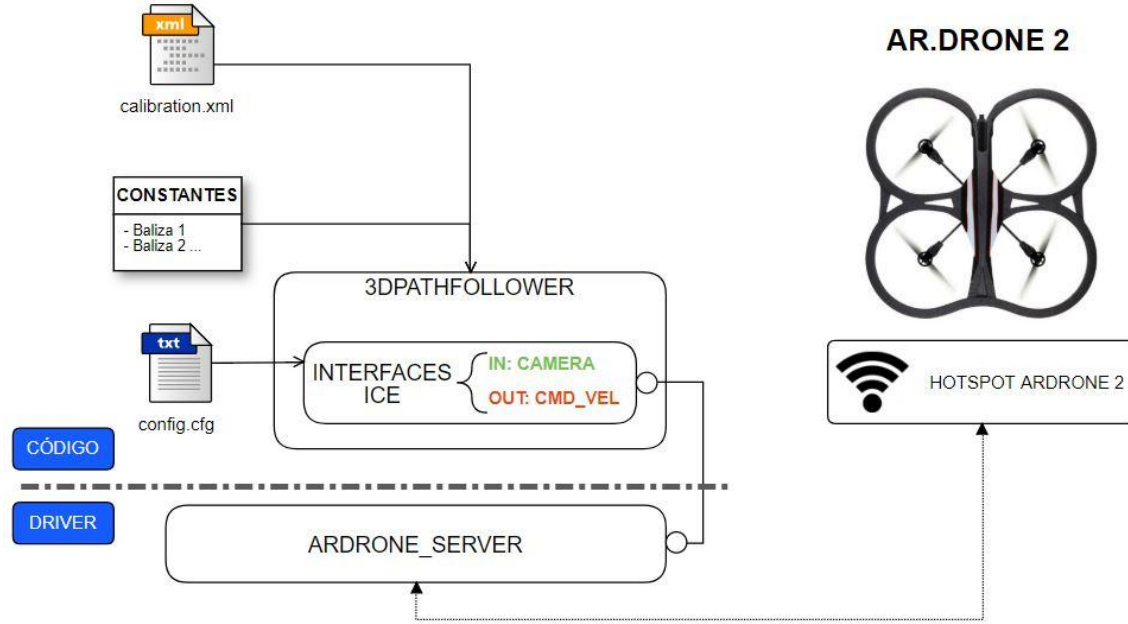 xml
calibration.xml
AR.DRONE 2
CONSTANTES
- Baliza 1
- Baliza 2 ...
3DPATHFOLLOWER
txt
config.cfg
INTERFACES
ICE
IN: CAMERA
OUT: CMD_VEL
HOTSPOT ARDRONE 2
CÓDIGO
DRIVER
ARDRONE_SERVER